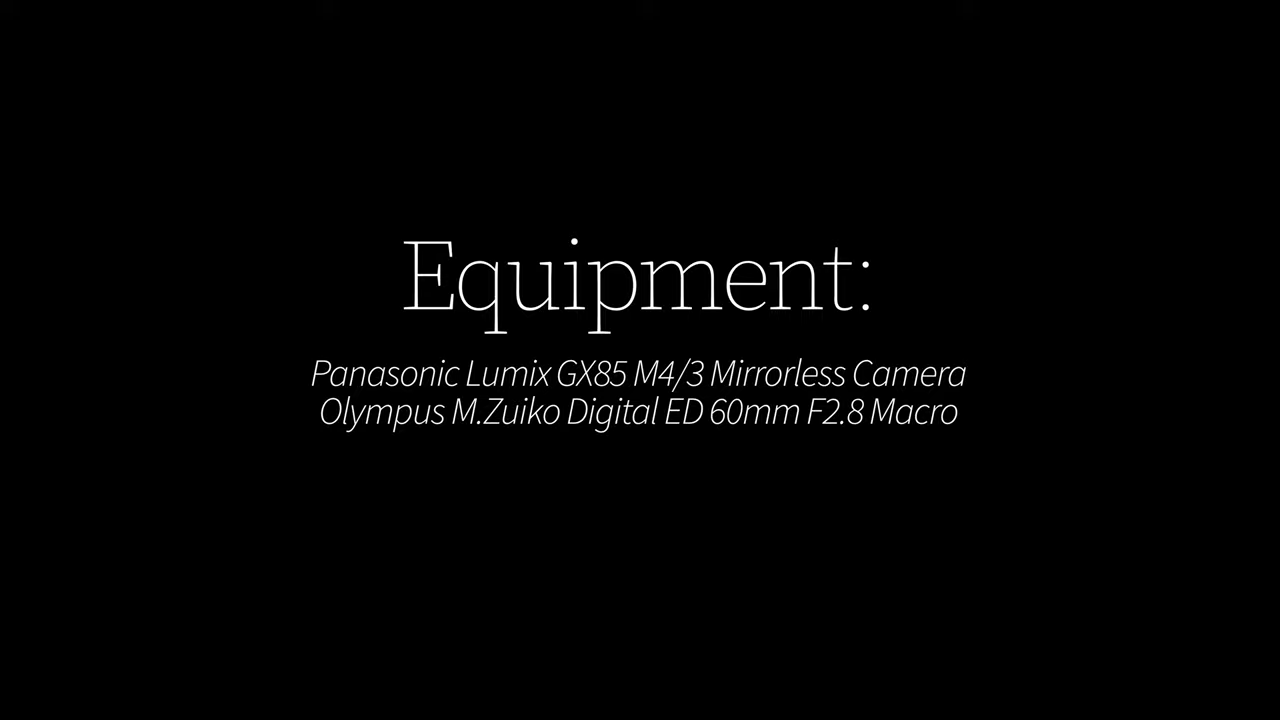 Equipment:
Panasonic Lumix GX85 M4/3 Mirrorless Camera
Olympus M.Zuiko Digital ED 60mm F2.8 Macro